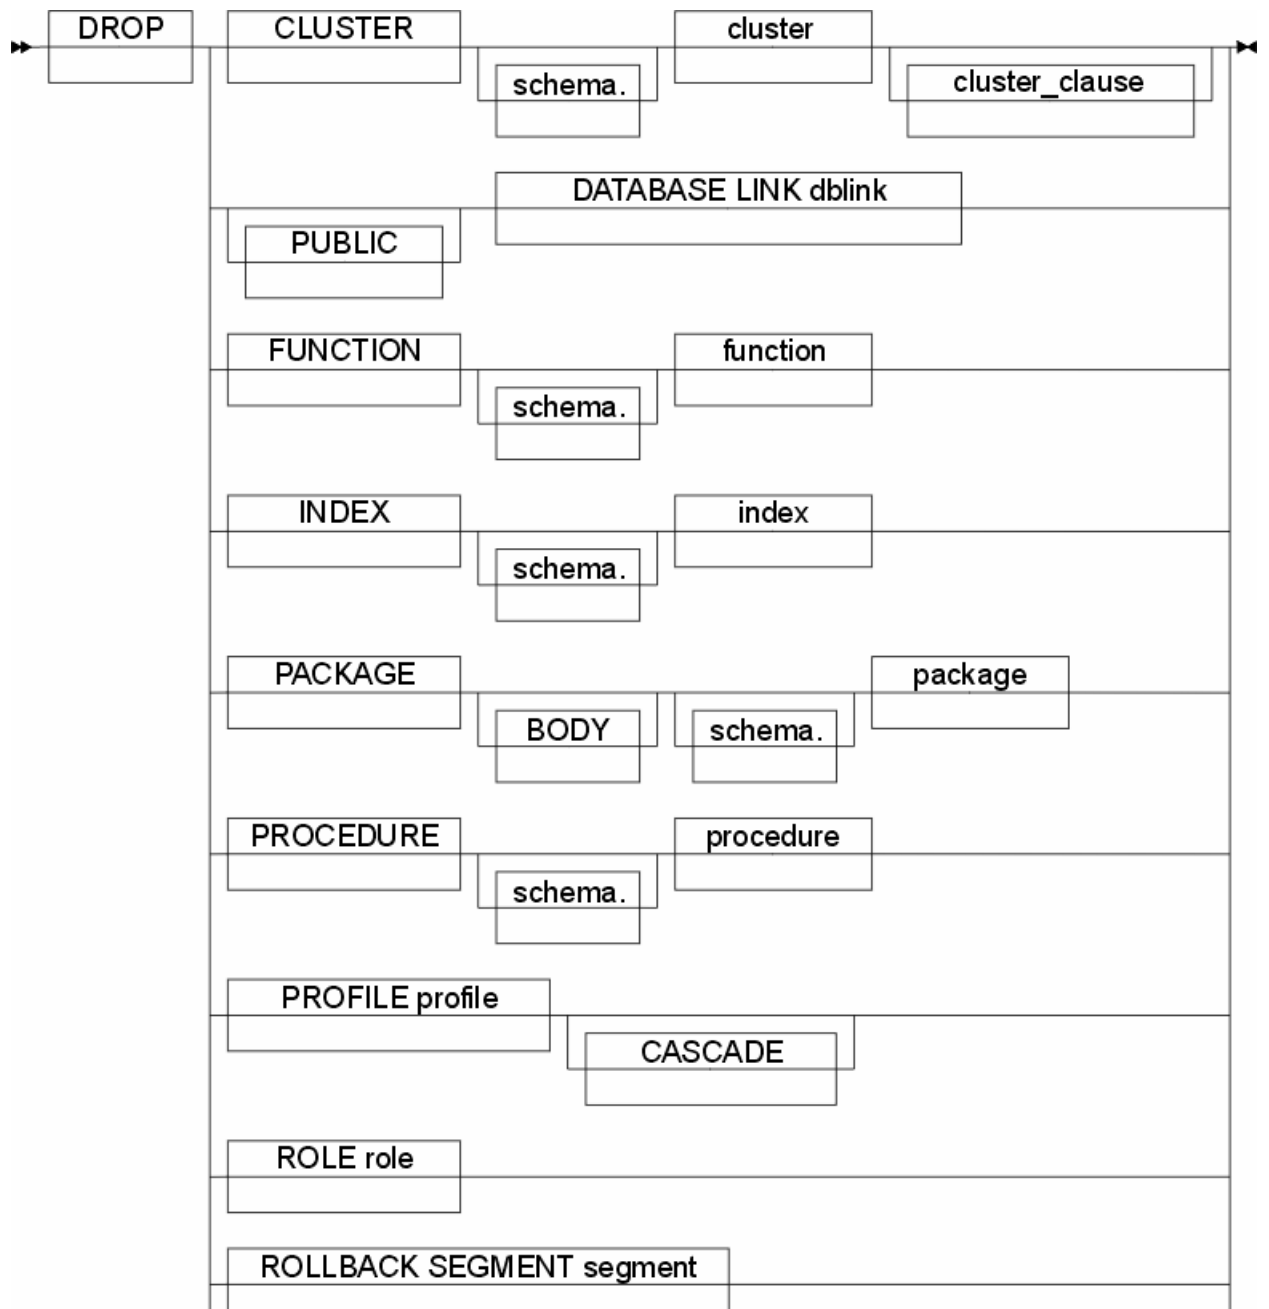 DROP CLUSTER cluster
schema. cluster_clause
DATABASE LINK dblink
PUBLIC
FUNCTION function
schema.
INDEX index
schema.
PACKAGE package
BODY schema.
PROCEDURE procedure
schema.
PROFILE profile
CASCADE
ROLE role
ROLLBACK SEGMENT segment